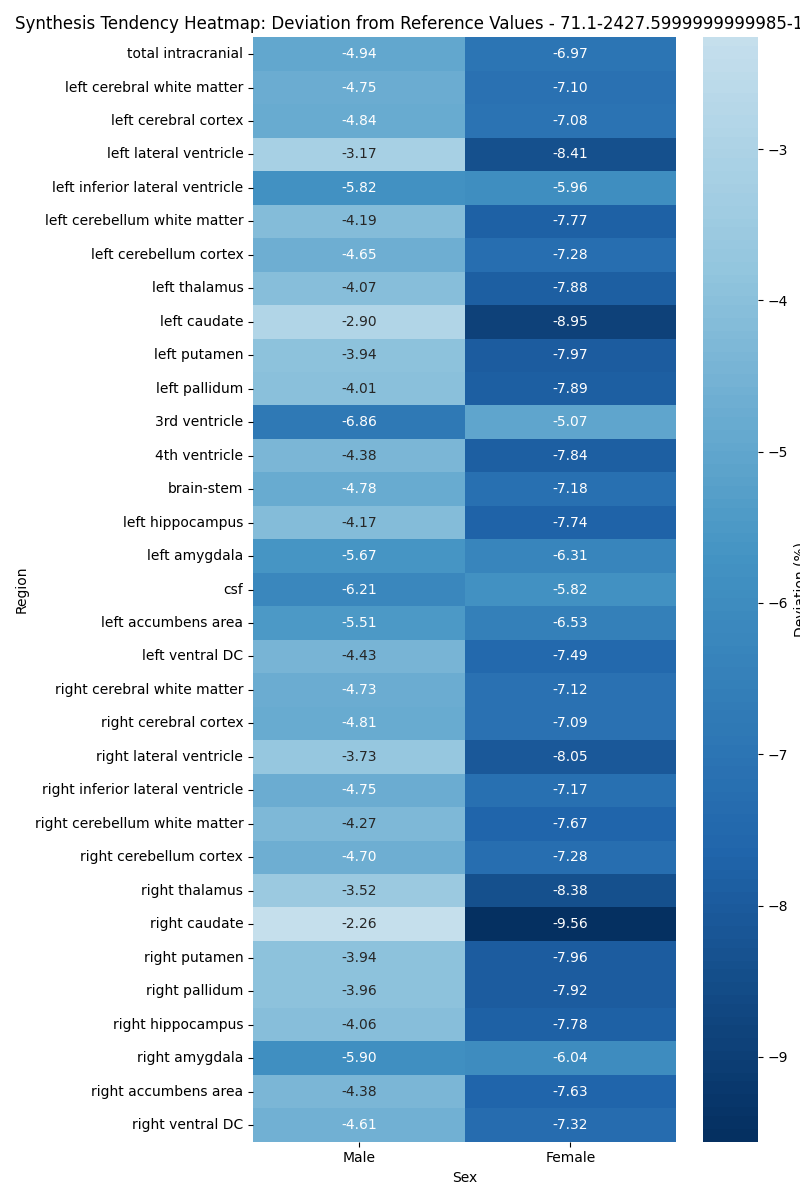 Synthesis Tendency Heatmap: Deviation from Reference Values - 71.1-2427.5999999999985-1
total intracranial -4.94 -6.97
left cerebral white matter -4.75 -7.10
left cerebral cortex -4.84 -7.08
left lateral ventricle -3.17 -8.41
left inferior lateral ventricle -5.82 -5.96
left cerebellum white matter -4.19 -7.77
left cerebellum cortex -4.65 -7.28
left thalamus -4.07 -7.88
left caudate -2.90 -8.95
left putamen -3.94 -7.97
left pallidum -4.01 -7.89
3rd ventricle -6.86 -5.07
4th ventricle -4.38 -7.84
brain-stem -4.78 -7.18
left hippocampus -4.17 -7.74
left amygdala -5.67 -6.31
csf -6.21 -5.82
left accumbens area -5.51 -6.53
left ventral DC -4.43 -7.49
right cerebral white matter -4.73 -7.12
right cerebral cortex -4.81 -7.09
right lateral ventricle -3.73 -8.05
right inferior lateral ventricle -4.75 -7.17
right cerebellum white matter -4.27 -7.67
right cerebellum cortex -4.70 -7.28
right thalamus -3.52 -8.38
right caudate -2.26 -9.56
right putamen -3.94 -7.96
right pallidum -3.96 -7.92
right hippocampus -4.06 -7.78
right amygdala -5.90 -6.04
right accumbens area -4.38 -7.63
right ventral DC -4.61 -7.32
Male Female
Sex
Region
−3
−4
−5
−6
−7
−8
−9
Deviation (%)